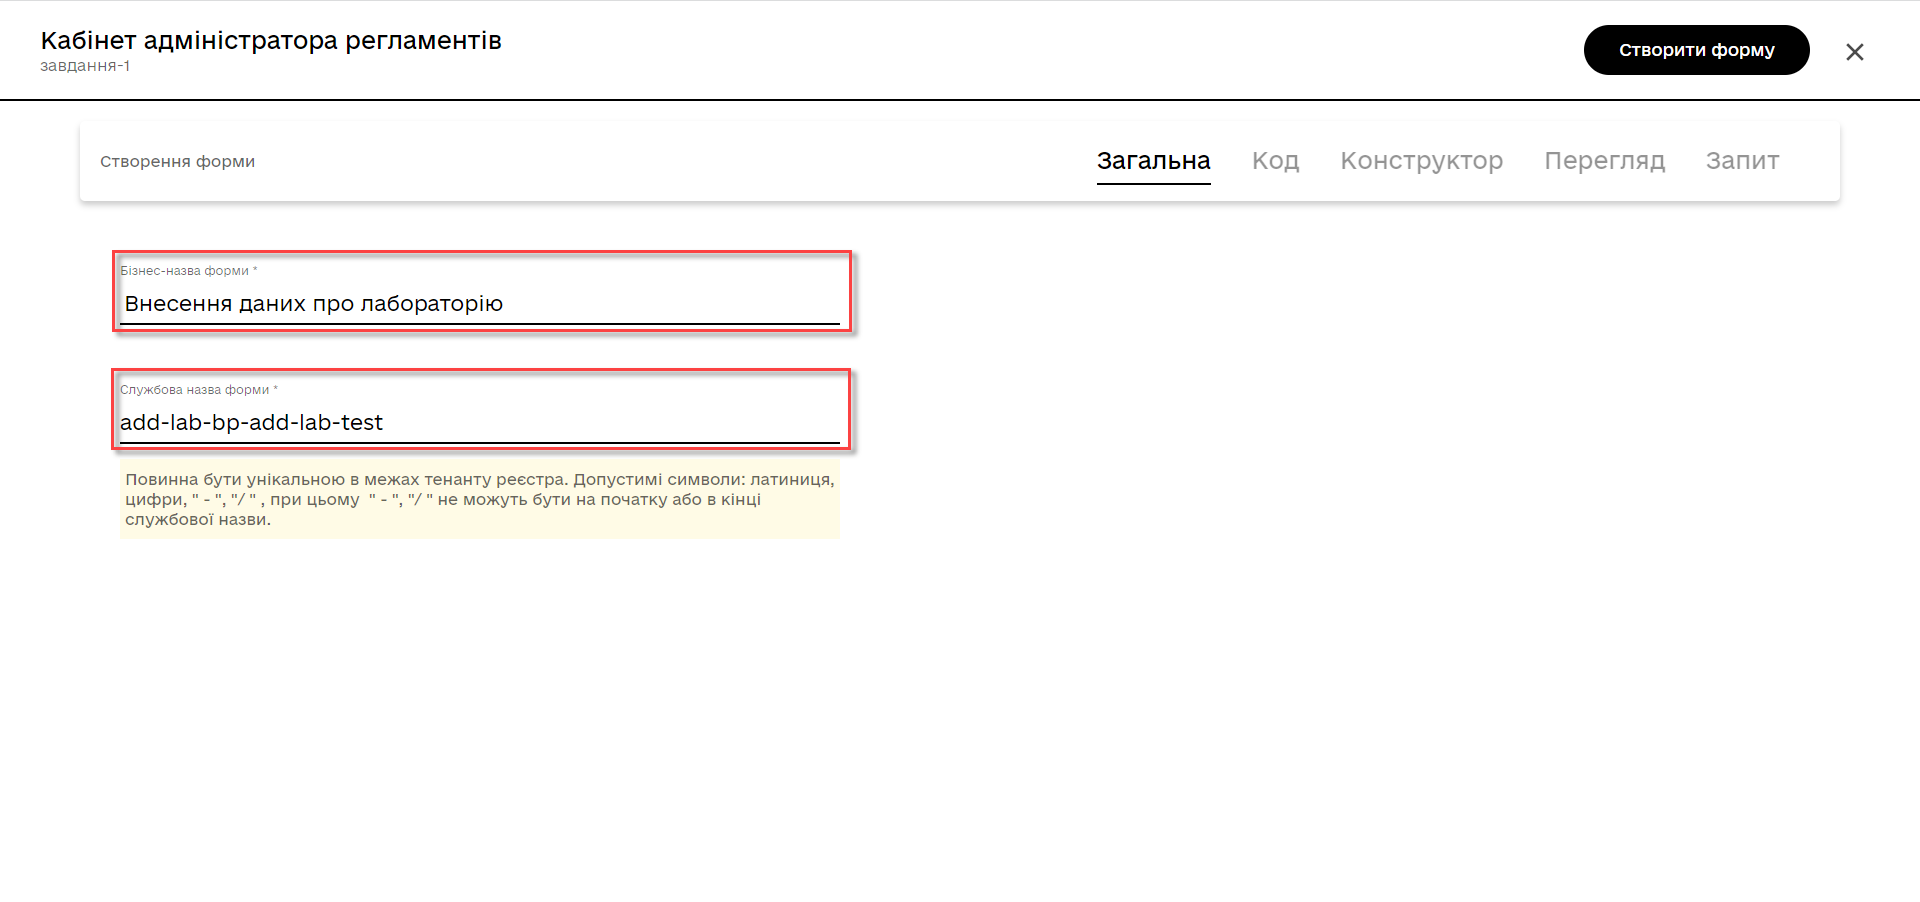 Кабінет адміністратора регламентів
завдання-1
Створити форму
Створення форми
Загальна Код Конструктор Перегляд Запит
Бізнес-назва форми *
Внесення даних про лабораторію
Службова назва форми *
add-lab-bp-add-lab-test
Повинна бути унікальною в межах тенанту реєстра. Допустимі символи: латиниця,
цифри, " - ", "/ " , при цьому " - ", "/ " не можуть бути на початку або в кінці
службової назви.